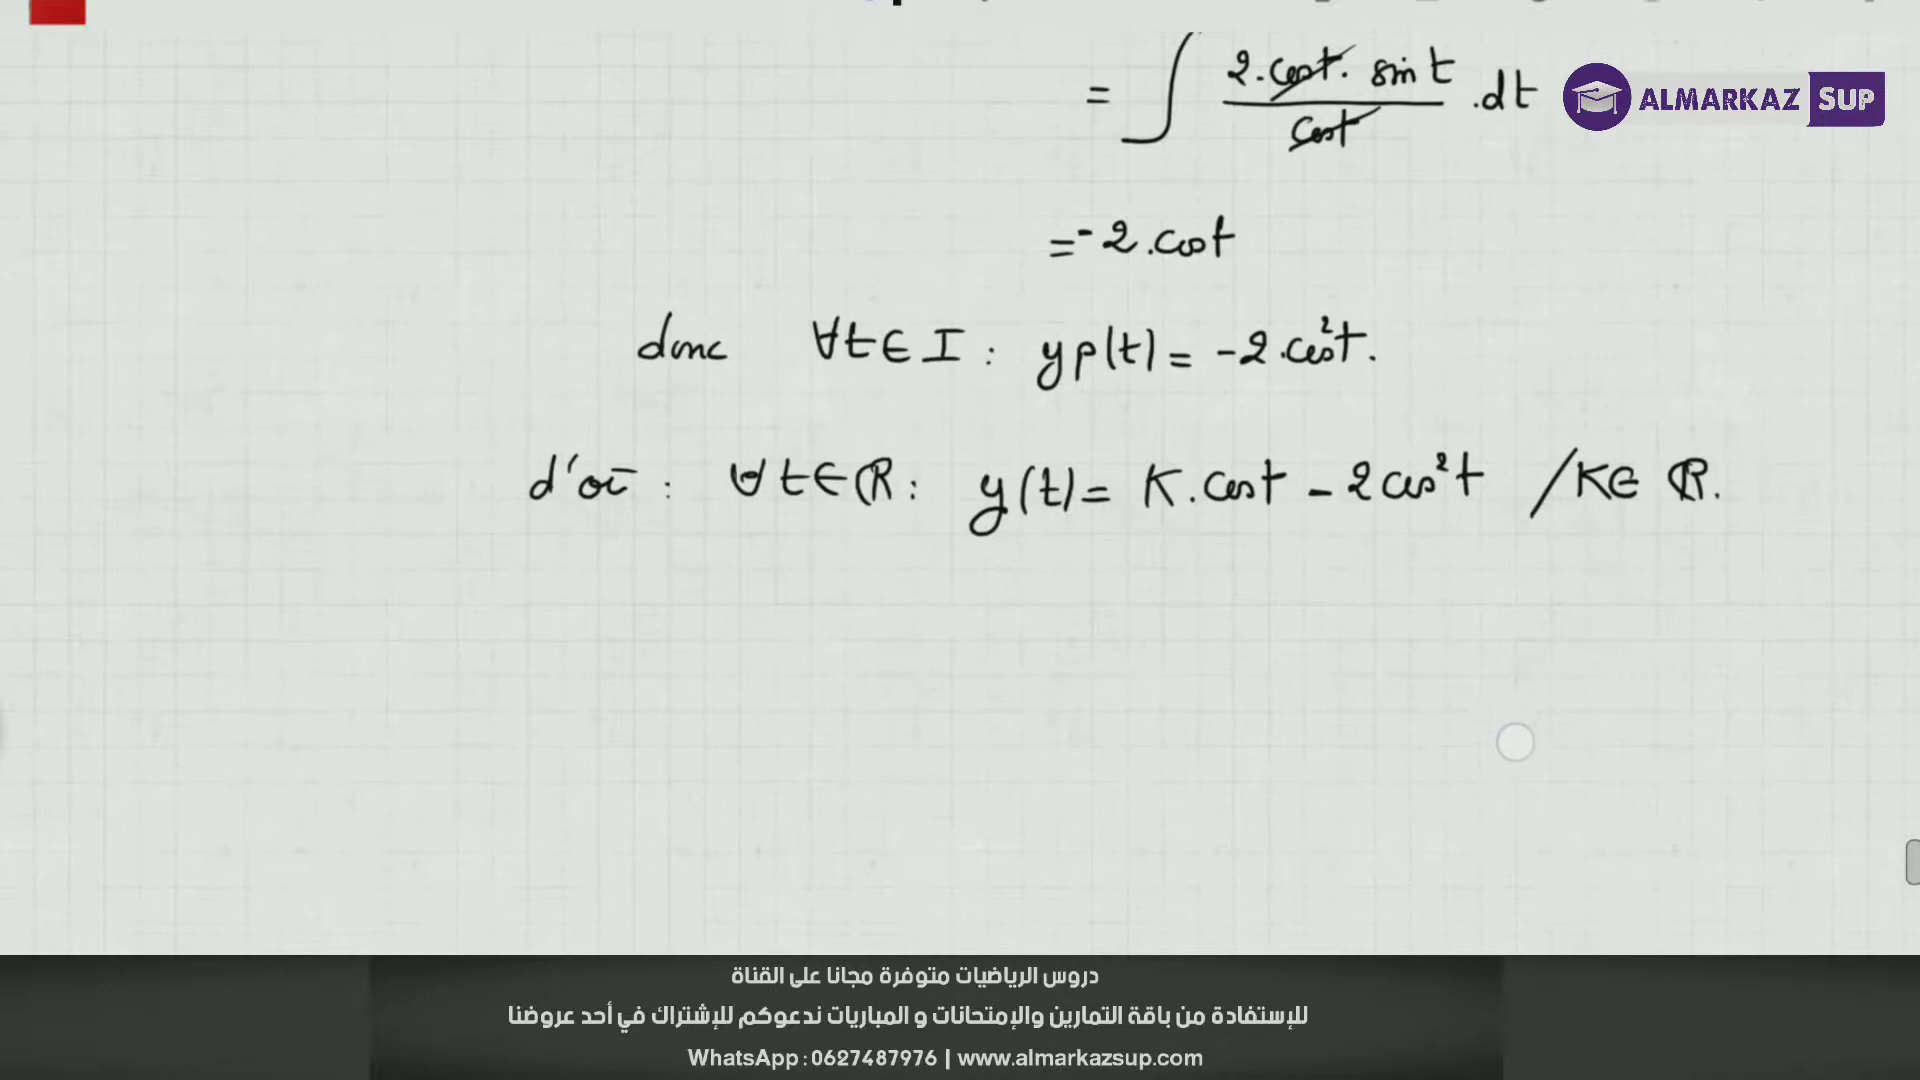 = ∫ 2.cost. sin t / cost .dt
ALMARKAZ SUP
= -2.cost
donc ∀t∈I : yp(t) = -2.cos²t.
d'où : ∀t∈ℝ : y(t) = K.cost - 2cos²t /K∈ ℝ.
دروس الرياضيات متوفرة مجانا على القناة
للإستفادة من باقة التمارين والإمتحانات و المباريات ندعوكم للإشتراك في أحد عروضنا
WhatsApp : 0627487976 | www.almarkazsup.com